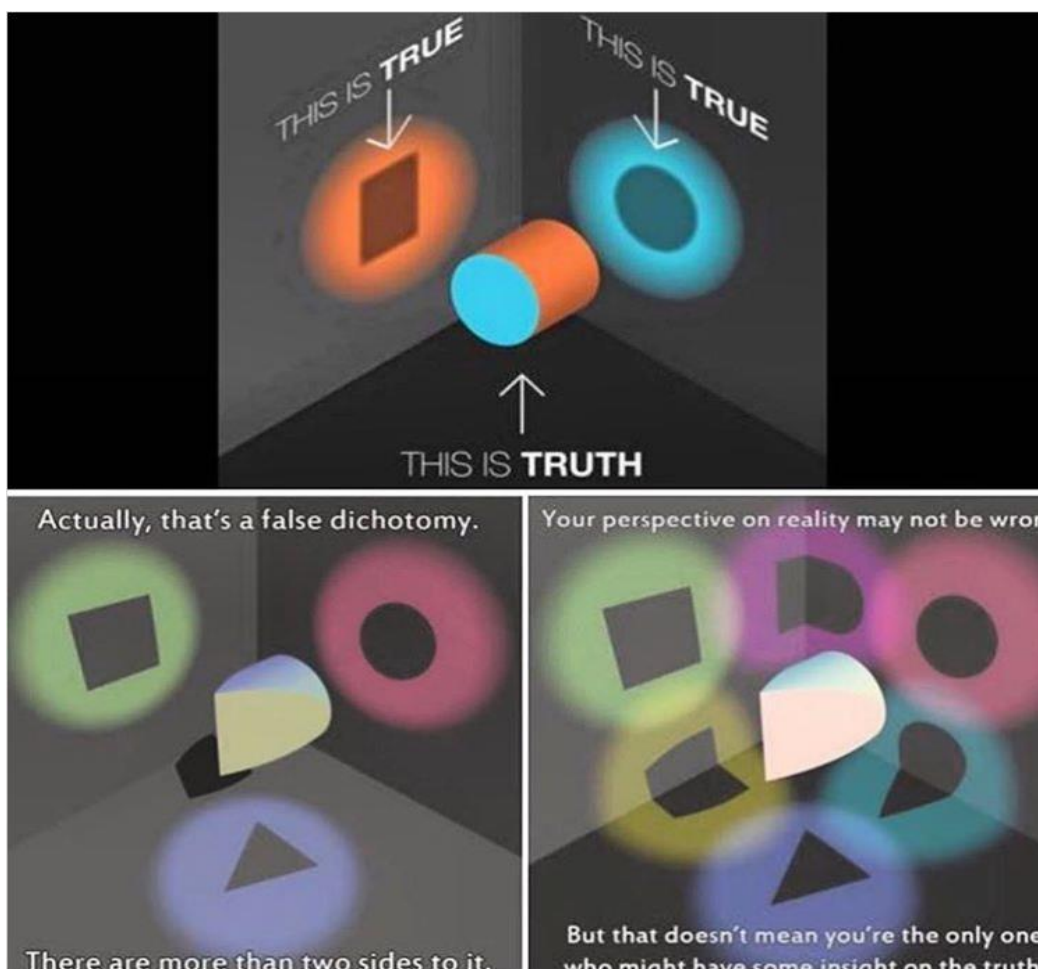 THIS IS TRUE
THIS IS TRUE
THIS IS TRUTH
Actually, that's a false dichotomy.
There are more than two sides to it.
Your perspective on reality may not be wron
But that doesn't mean you're the only one
who might have some insight on the truth